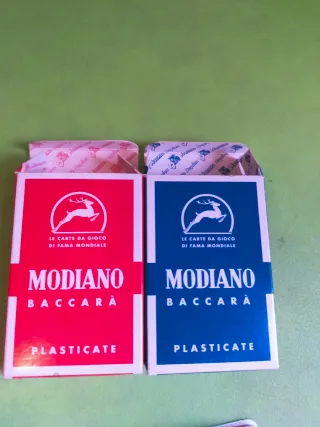 LE CARTE DA GIOCO
DI FAMA MONDIALE
MODIANO
BACCARÀ
PLASTICATE
LE CARTE DA GIOCO
DI FAMA MONDIALE
MODIANO
BACCARÀ
PLASTICATE